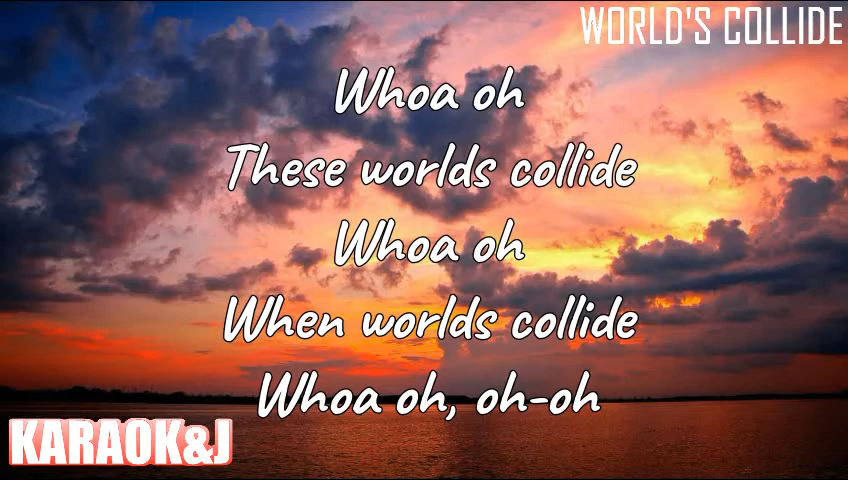 WORLD'S COLLIDE
Whoa oh
These worlds collide
Whoa oh
When worlds collide
Whoa oh, oh-oh
KARAOK&J